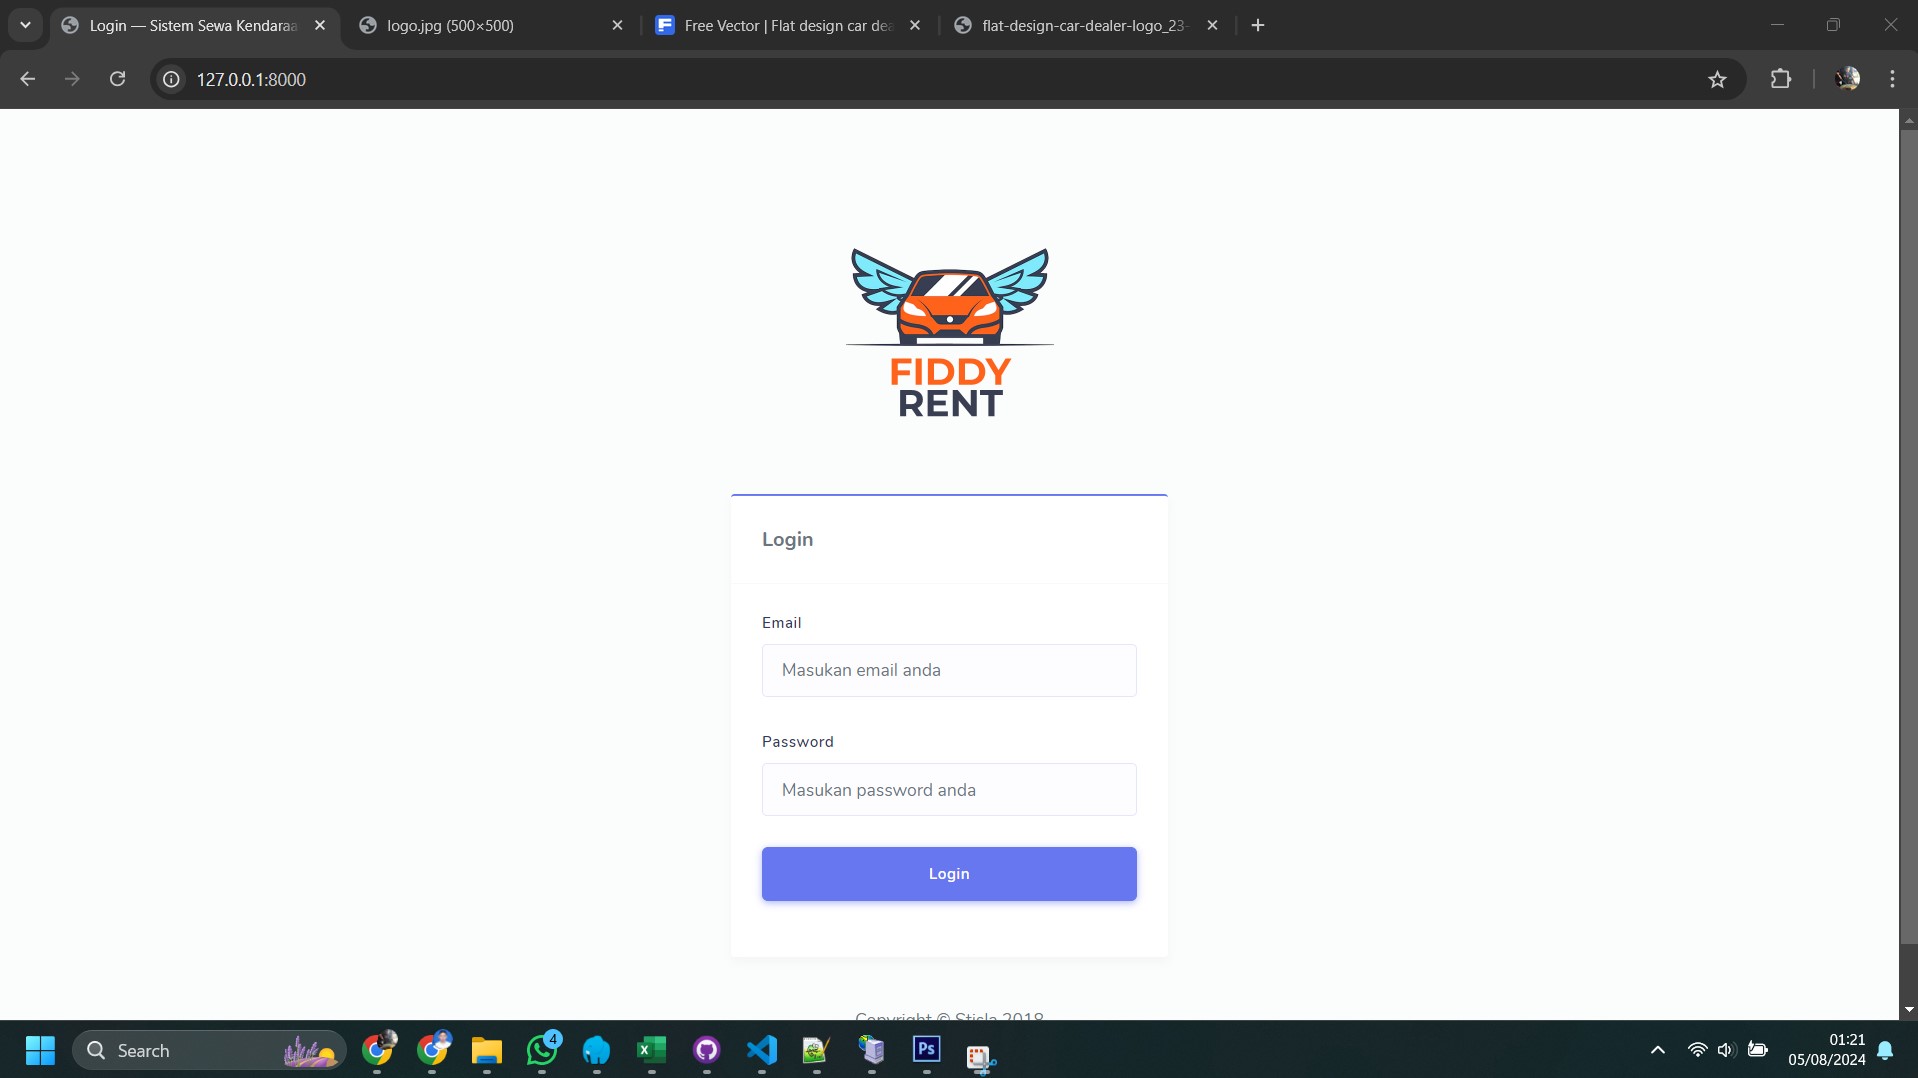 Login — Sistem Sewa Kendaraa
logo.jpg (500×500)
Free Vector | Flat design car dea
flat-design-car-dealer-logo_23-
127.0.0.1:8000
FIDDY
RENT
Login
Email
Masukan email anda
Password
Masukan password anda
Login
Copyright © Stisla 2018
Search
4
Ps
01:21
05/08/2024